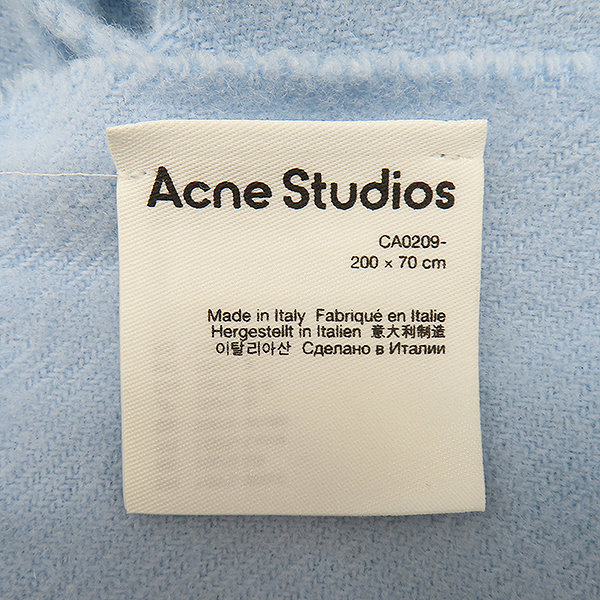 Acne Studios
CA0209-
200 × 70 cm
Made in Italy Fabriqué en Italie
Hergestellt in Italien 意大利制造
이탈리아산 Сделано в Италии